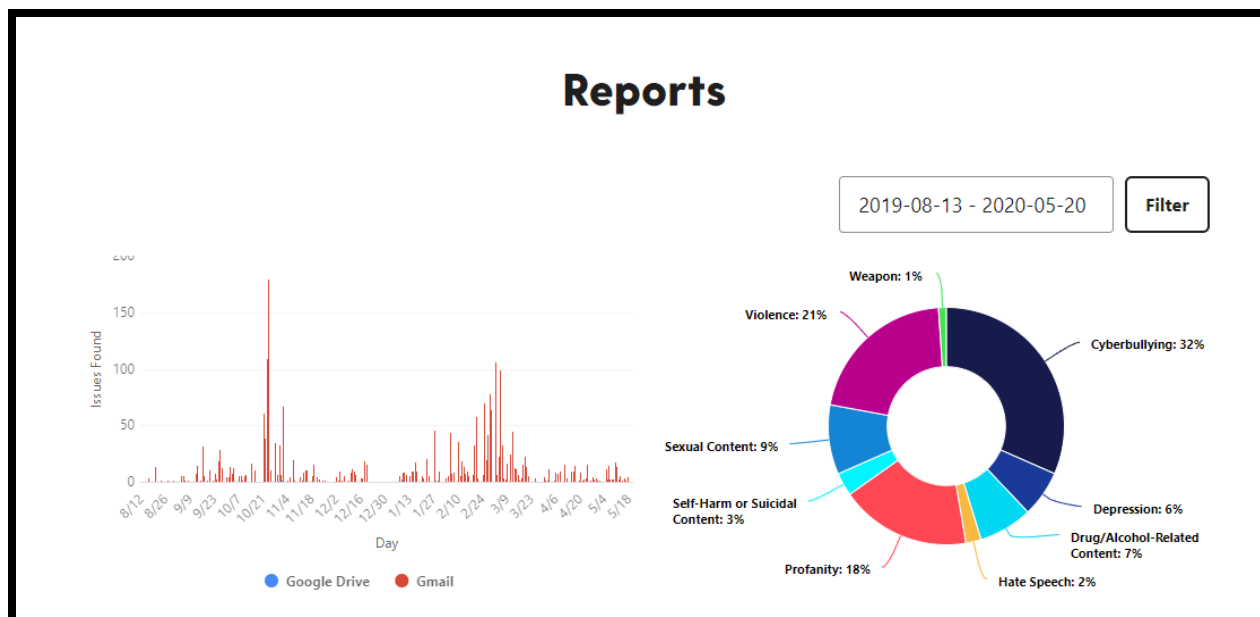 Reports
2019-08-13 - 2020-05-20
Filter
200
150
100
50
0
Issues Found
8/12
8/26
9/9
9/23
10/7
10/21
11/4
11/18
12/2
12/16
12/30
1/13
1/27
2/10
2/24
3/9
3/23
4/6
4/20
5/4
5/18
Day
Google Drive
Gmail
Weapon: 1%
Violence: 21%
Cyberbullying: 32%
Sexual Content: 9%
Self-Harm or Suicidal
Content: 3%
Depression: 6%
Drug/Alcohol-Related
Content: 7%
Profanity: 18%
Hate Speech: 2%